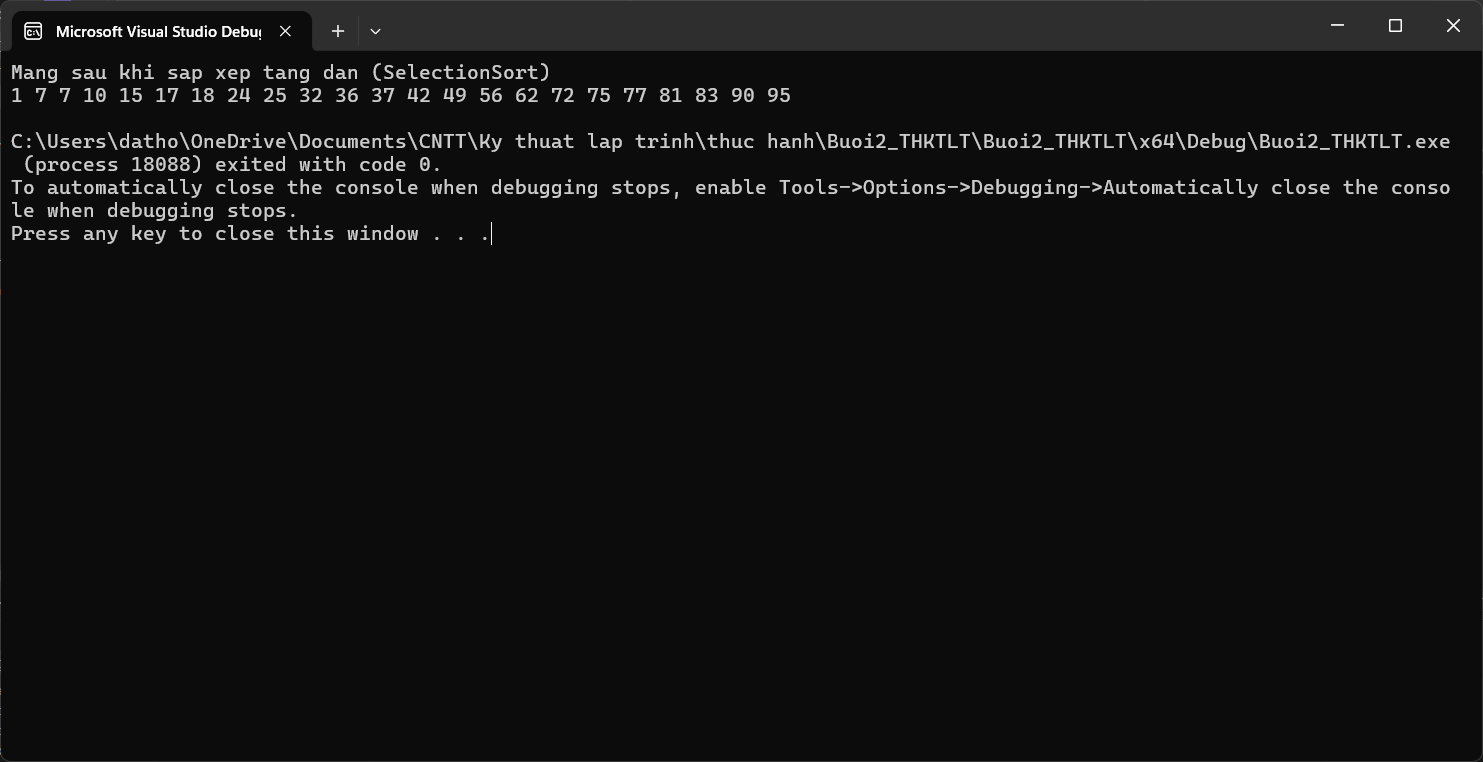 Microsoft Visual Studio Debu
Mang sau khi sap xep tang dan (SelectionSort)
1 7 7 10 15 17 18 24 25 32 36 37 42 49 56 62 72 75 77 81 83 90 95
C:\Users\datho\OneDrive\Documents\CNTT\Ky thuat lap trinh\thuc hanh\Buoi2_THKTLT\Buoi2_THKTLT\x64\Debug\Buoi2_THKTLT.exe
(process 18088) exited with code 0.
To automatically close the console when debugging stops, enable Tools->Options->Debugging->Automatically close the conso
le when debugging stops.
Press any key to close this window . . .